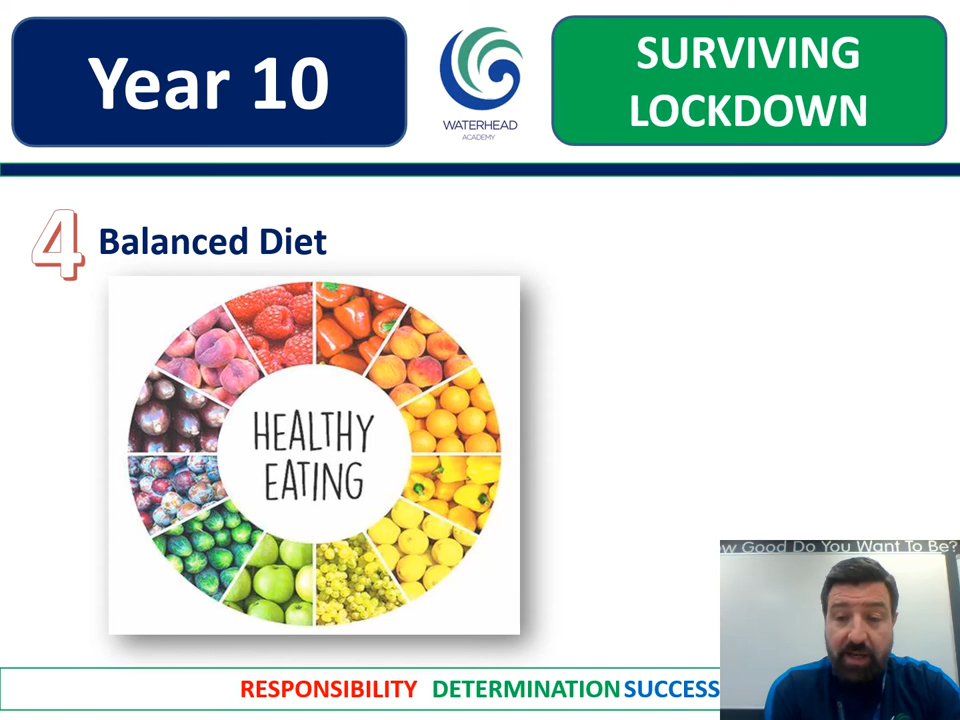 Year 10
WATERHEAD
ACADEMY
SURVIVING
LOCKDOWN
4 Balanced Diet
HEALTHY
EATING
ow Good Do You Want To Be?
RESPONSIBILITY DETERMINATION SUCCESS